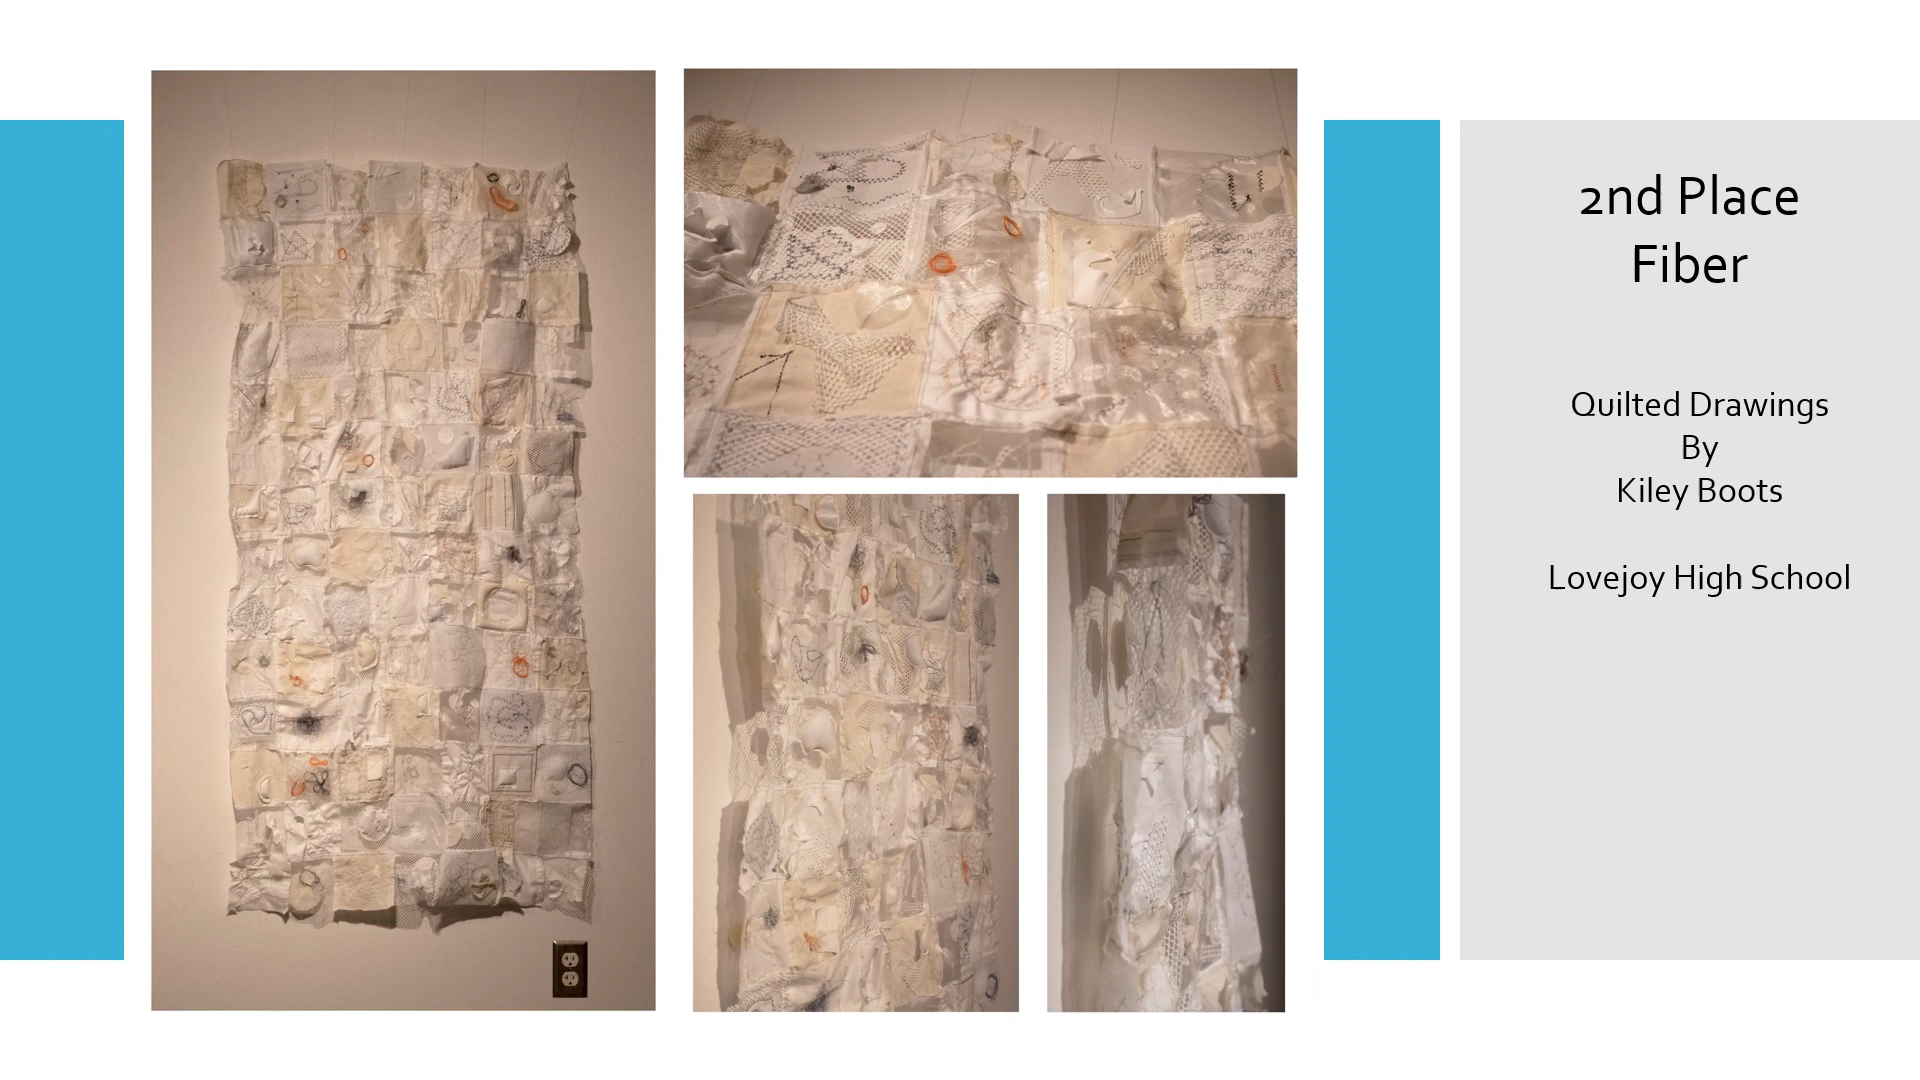 2nd Place
Fiber
Quilted Drawings
By
Kiley Boots
Lovejoy High School